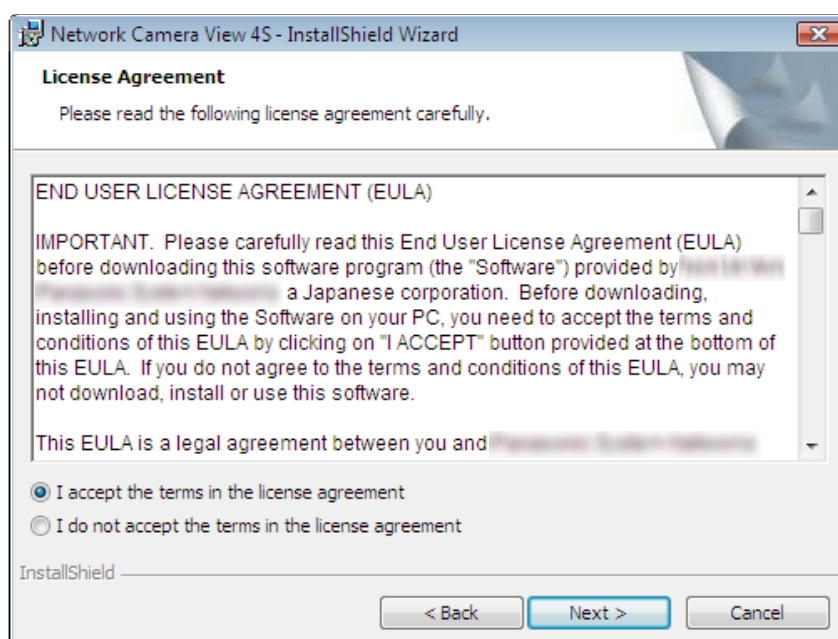 Network Camera View 4S - InstallShield Wizard
License Agreement
Please read the following license agreement carefully.
END USER LICENSE AGREEMENT (EULA)
IMPORTANT.  Please carefully read this End User License Agreement (EULA)
before downloading this software program (the "Software") provided by
a Japanese corporation.  Before downloading,
installing and using the Software on your PC, you need to accept the terms and
conditions of this EULA by clicking on "I ACCEPT" button provided at the bottom of
this EULA.  If you do not agree to the terms and conditions of this EULA, you may
not download, install or use this software.
This EULA is a legal agreement between you and
I accept the terms in the license agreement
I do not accept the terms in the license agreement
InstallShield
< Back
Next >
Cancel